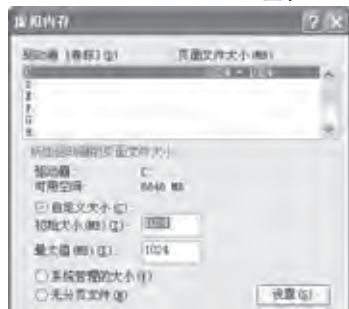 虚拟内存
驱动器 [卷标](D) 页面文件大小(MB)
C: 1024 - 1024
D:
E:
F:
G:
H:
所选驱动器的页面文件大小
驱动器: C:
可用空间: MB
自定义大小(C):
初始大小(MB)(I):
最大值(MB)(X): 1024
系统管理的大小(Y)
无分页文件(N)
设置(S)